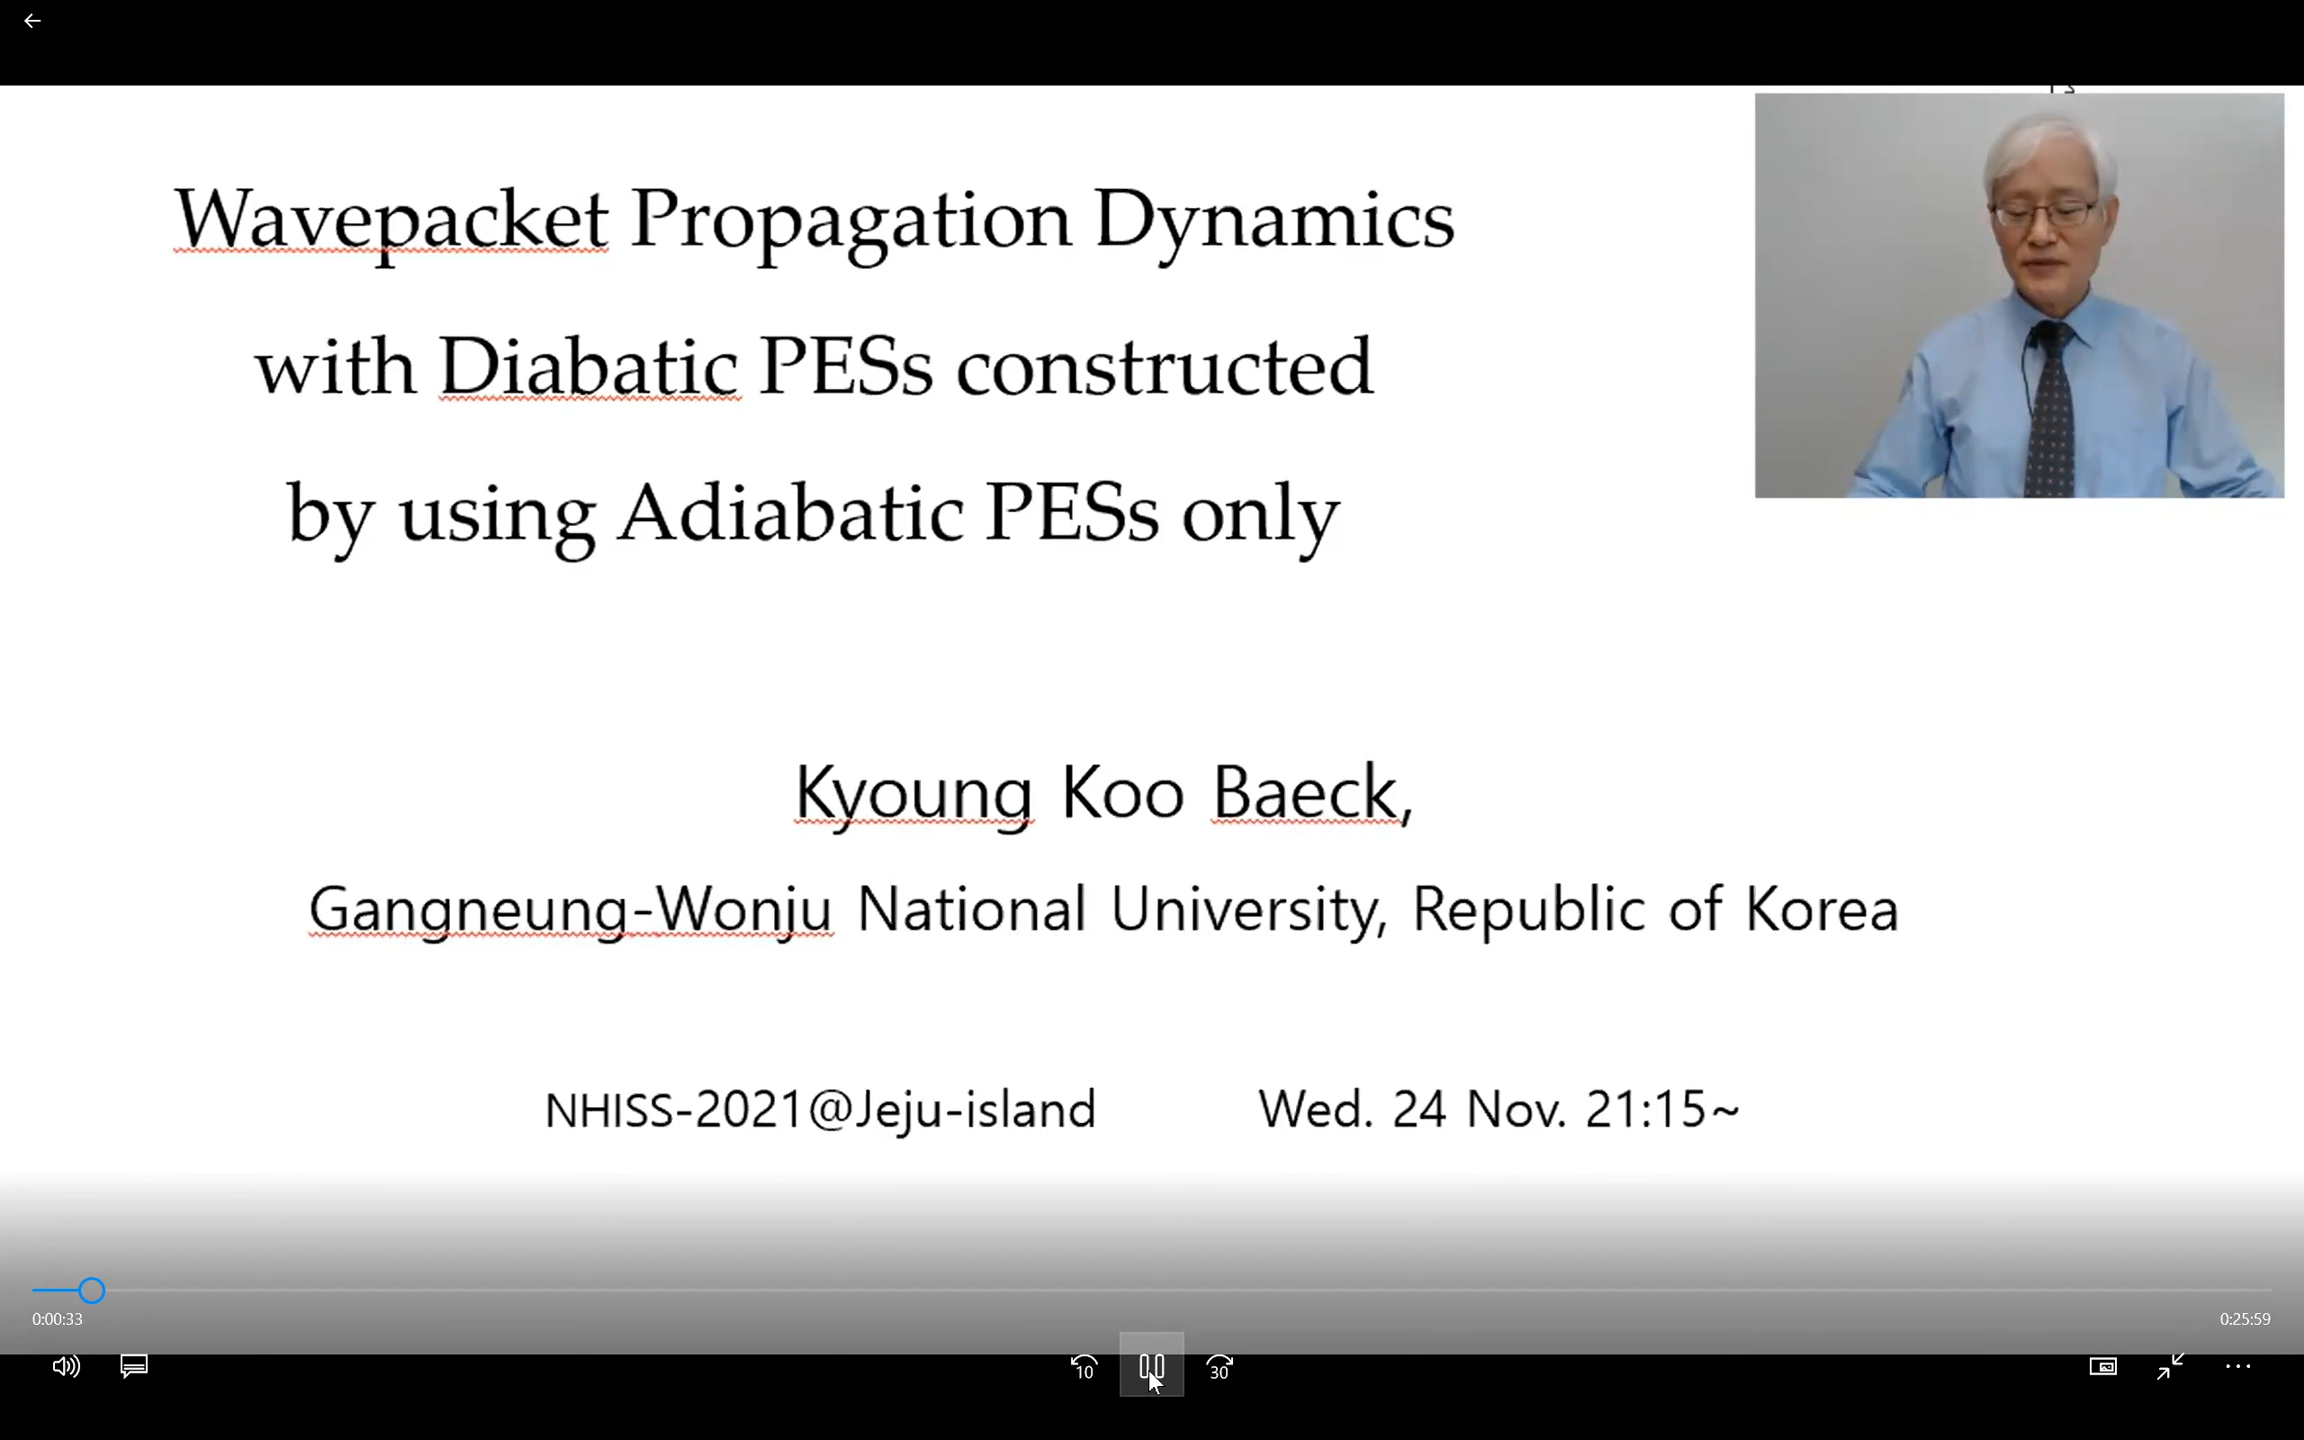 Wavepacket Propagation Dynamics
with Diabatic PESs constructed
by using Adiabatic PESs only
Kyoung Koo Baeck,
Gangneung-Wonju National University, Republic of Korea
NHISS-2021@Jeju-island Wed. 24 Nov. 21:15~
0:00:33 0:25:59
10 30